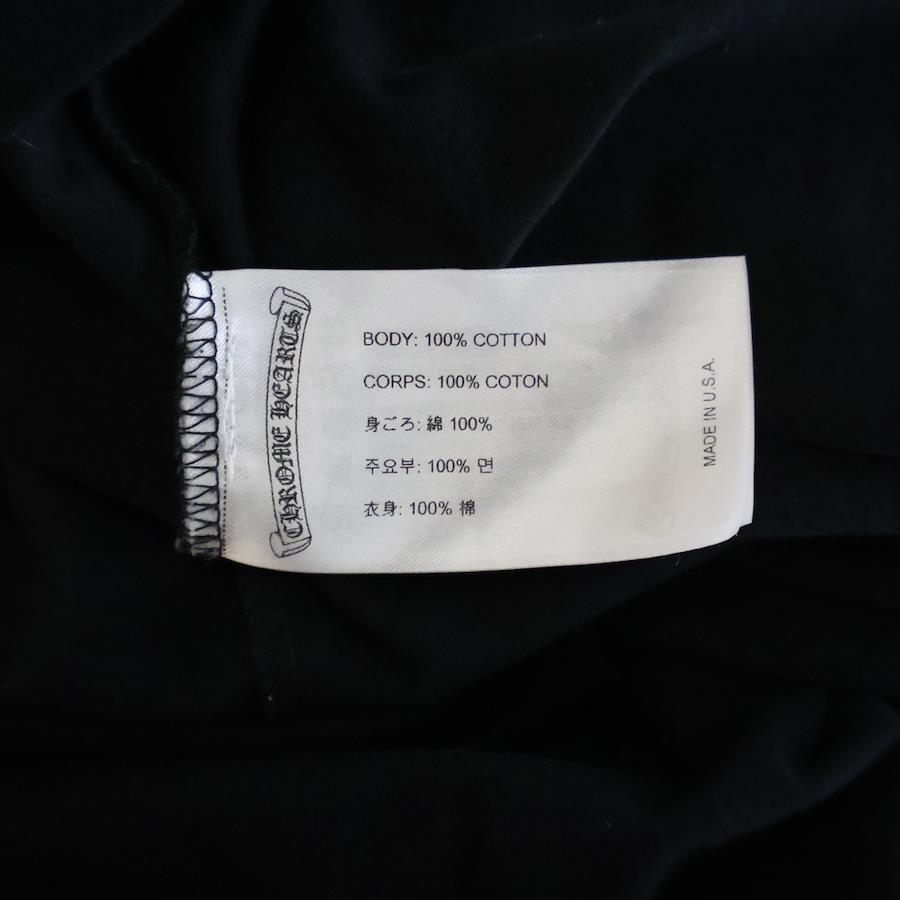 CHROME HEARTS
BODY: 100% COTTON
CORPS: 100% COTON
身ごろ: 綿 100%
주요부: 100% 면
衣身: 100% 棉
MADE IN U.S.A.